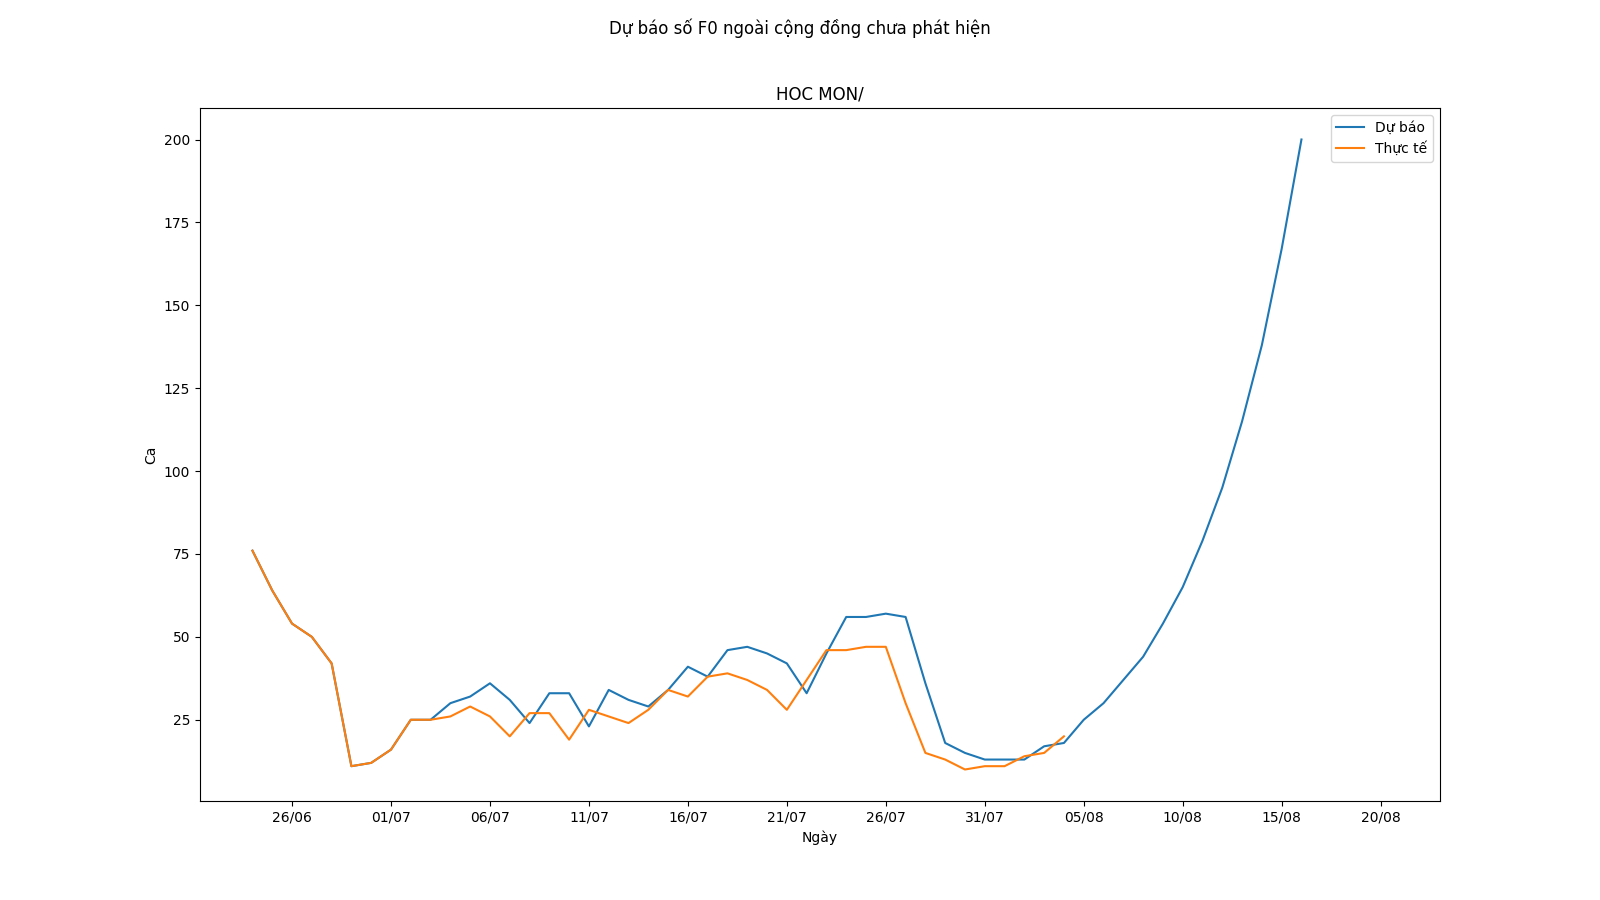 Dự báo số F0 ngoài cộng đồng chưa phát hiện
HOC MON/
Dự báo
Thực tế
200
175
150
125
100
75
50
25
Ca
26/06 01/07 06/07 11/07 16/07 21/07 26/07 31/07 05/08 10/08 15/08 20/08
Ngày